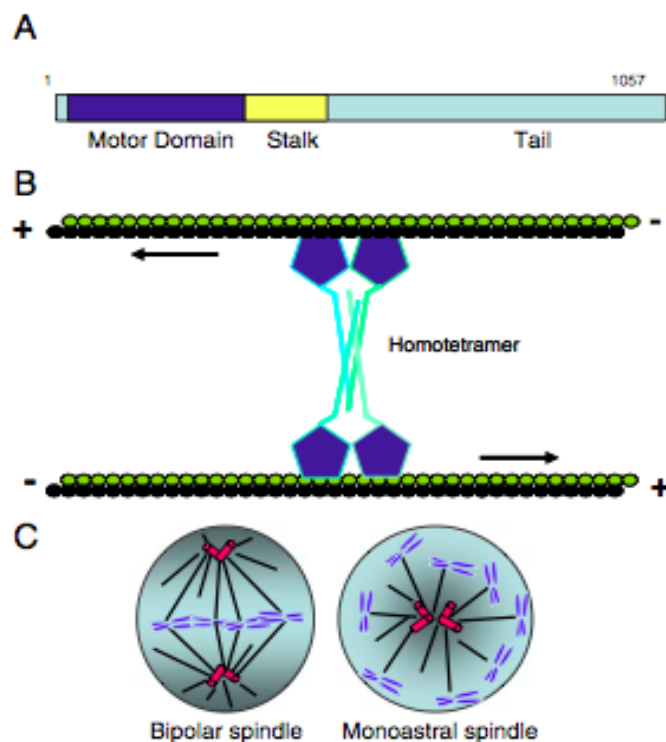 A
1 1057
Motor Domain Stalk Tail
B
+ -
Homotetramer
- +
C
Bipolar spindle Monoastral spindle